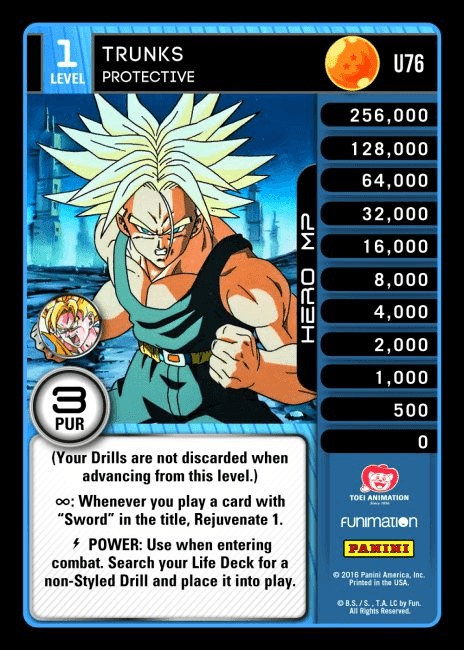 1
LEVEL
TRUNKS
PROTECTIVE
U76
256,000
128,000
64,000
32,000
16,000
8,000
4,000
2,000
1,000
500
0
HERO MP
3
PUR
(Your Drills are not discarded when
advancing from this level.)
∞: Whenever you play a card with
“Sword” in the title, Rejuvenate 1.
⚡ POWER: Use when entering
combat. Search your Life Deck for a
non-Styled Drill and place it into play.
TOEI ANIMATION
Since 1956
FUNIMATION
PANINI
© 2016 Panini America, Inc.
Printed in the USA.
© B.S. / S. , T.A. LC by Fun.
All Rights Reserved.